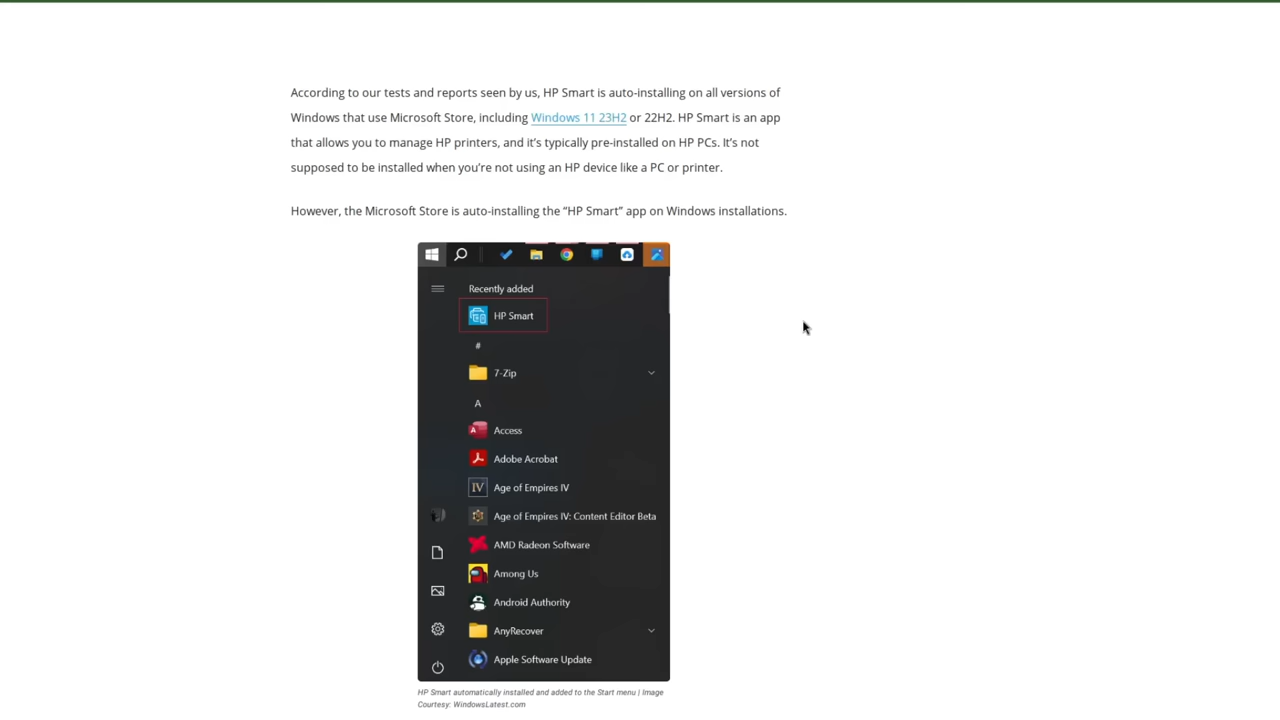 According to our tests and reports seen by us, HP Smart is auto-installing on all versions of
Windows that use Microsoft Store, including Windows 11 23H2 or 22H2. HP Smart is an app
that allows you to manage HP printers, and it’s typically pre-installed on HP PCs. It’s not
supposed to be installed when you’re not using an HP device like a PC or printer.
However, the Microsoft Store is auto-installing the “HP Smart” app on Windows installations.
Recently added
HP Smart
#
7-Zip
A
Access
Adobe Acrobat
IV Age of Empires IV
Age of Empires IV: Content Editor Beta
AMD Radeon Software
Among Us
Android Authority
AnyRecover
Apple Software Update
HP Smart automatically installed and added to the Start menu | Image
Courtesy: WindowsLatest.com